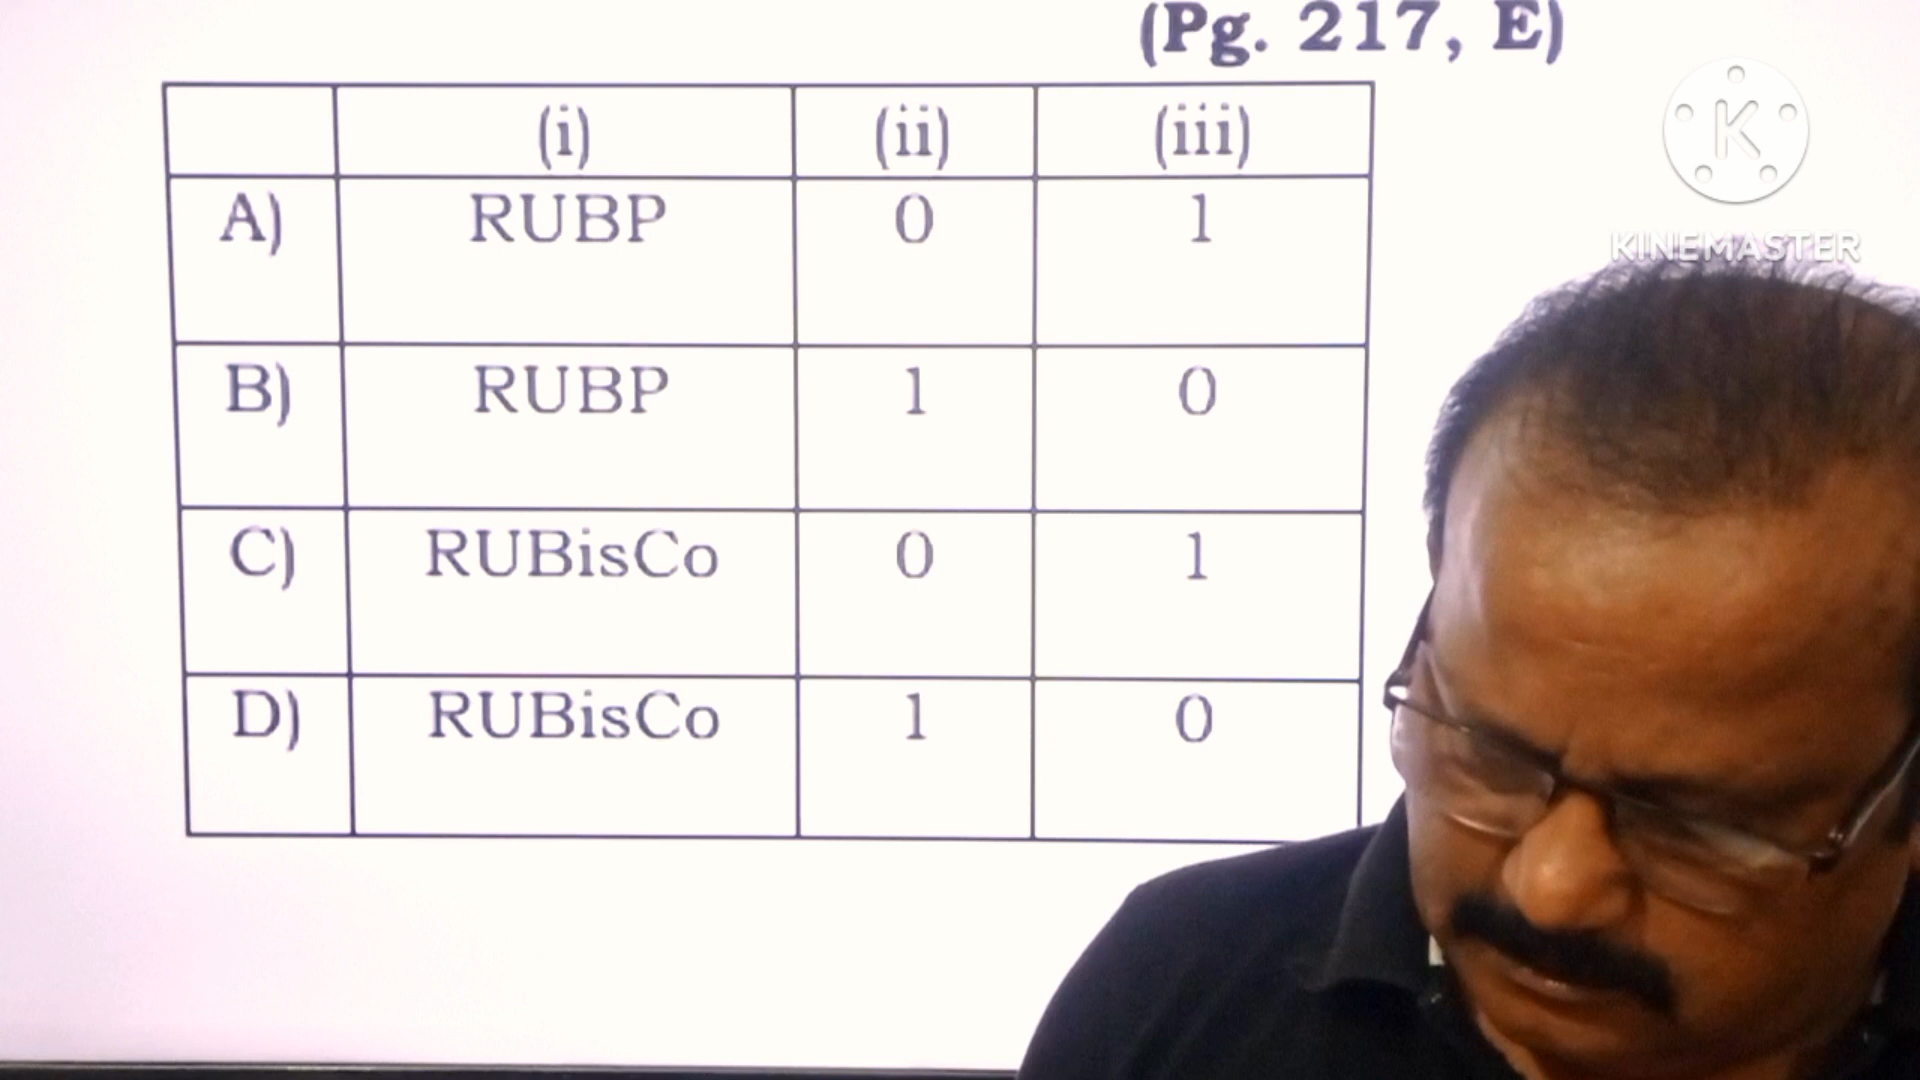 (Pg. 217, E)
(i) (ii) (iii)
A) RUBP 0 1
B) RUBP 1 0
C) RUBisCo 0 1
D) RUBisCo 1 0
K
KINEMASTER